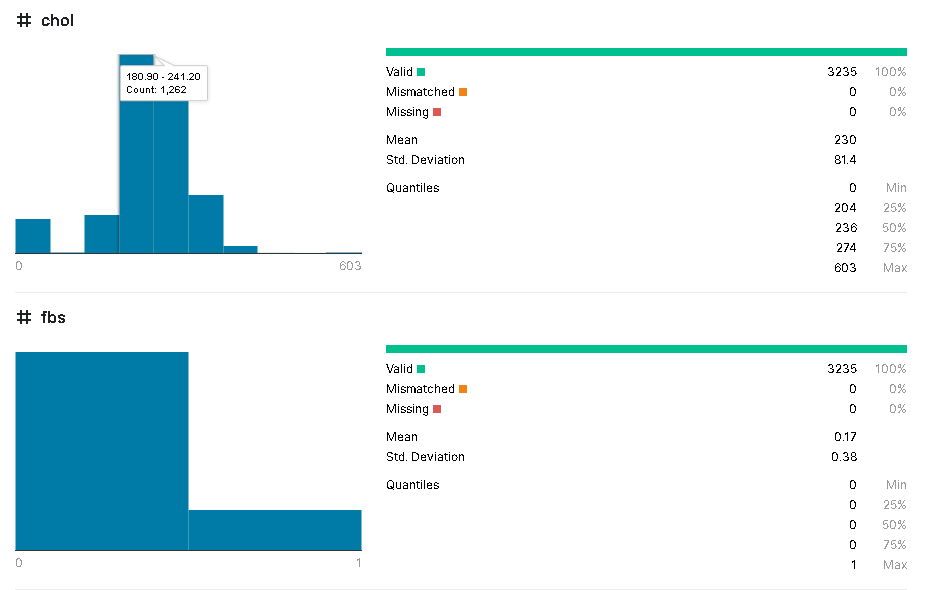 # chol
180.90 - 241.20
Count: 1,262
0 603
Valid 3235 100%
Mismatched 0 0%
Missing 0 0%
Mean 230
Std. Deviation 81.4
Quantiles 0 Min
204 25%
236 50%
274 75%
603 Max
# fbs
0 1
Valid 3235 100%
Mismatched 0 0%
Missing 0 0%
Mean 0.17
Std. Deviation 0.38
Quantiles 0 Min
0 25%
0 50%
0 75%
1 Max